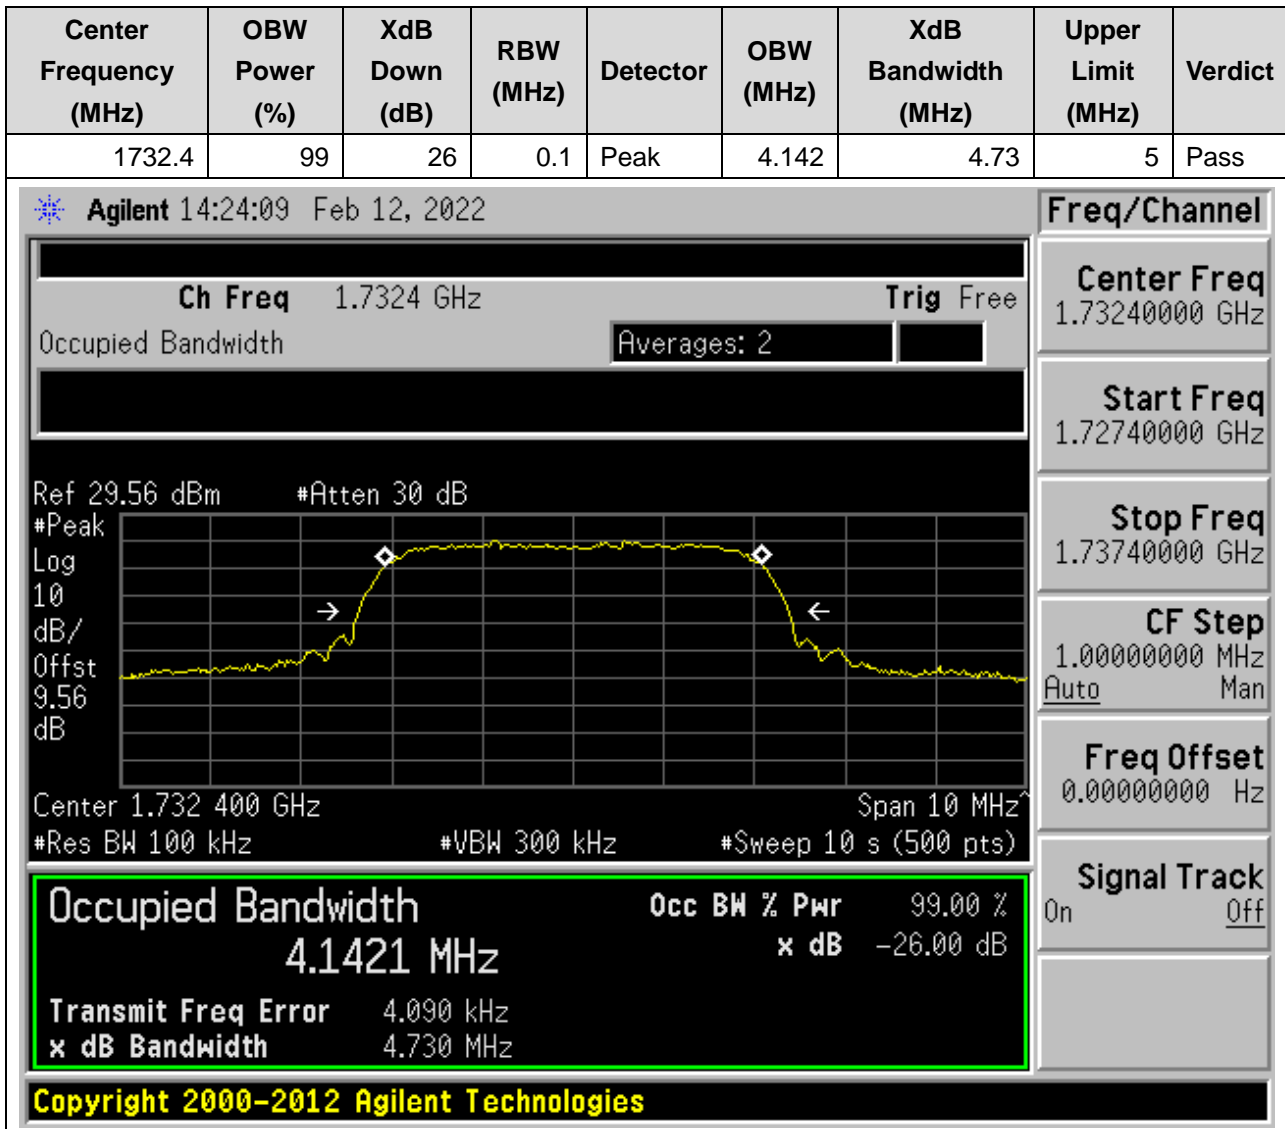 Center Frequency (MHz) OBW Power (%) XdB Down (dB) RBW (MHz) Detector OBW (MHz) XdB Bandwidth (MHz) Upper Limit (MHz) Verdict
1732.4 99 26 0.1 Peak 4.142 4.73 5 Pass
Agilent 14:24:09 Feb 12, 2022
Ch Freq 1.7324 GHz Trig Free
Occupied Bandwidth Averages: 2
Ref 29.56 dBm #Atten 30 dB
#Peak
Log
10
dB/
Offst
9.56
dB
Center 1.732 400 GHz Span 10 MHz^
#Res BW 100 kHz #VBW 300 kHz #Sweep 10 s (500 pts)
Occupied Bandwidth Occ BW % Pwr 99.00 %
4.1421 MHz x dB -26.00 dB
Transmit Freq Error 4.090 kHz
x dB Bandwidth 4.730 MHz
Freq/Channel
Center Freq
1.73240000 GHz
Start Freq
1.72740000 GHz
Stop Freq
1.73740000 GHz
CF Step
1.00000000 MHz
Auto Man
Freq Offset
0.00000000 Hz
Signal Track
On Off
Copyright 2000-2012 Agilent Technologies